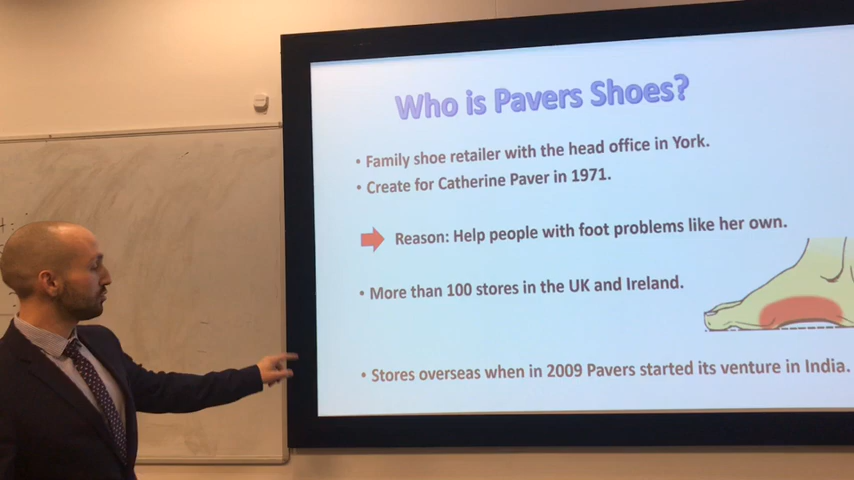 Who is Pavers Shoes?
• Family shoe retailer with the head office in York.
• Create for Catherine Paver in 1971.
Reason: Help people with foot problems like her own.
• More than 100 stores in the UK and Ireland.
• Stores overseas when in 2009 Pavers started its venture in India.